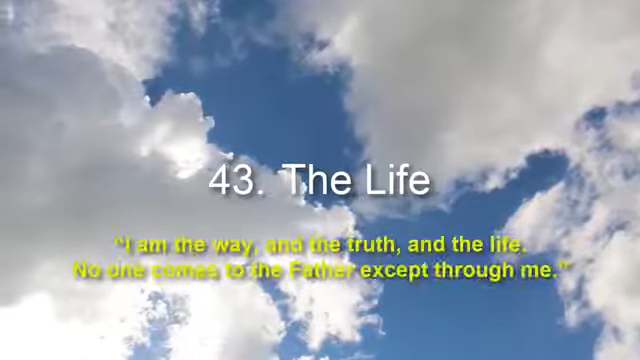 43. The Life
“I am the way, and the truth, and the life.
No one comes to the Father except through me.”